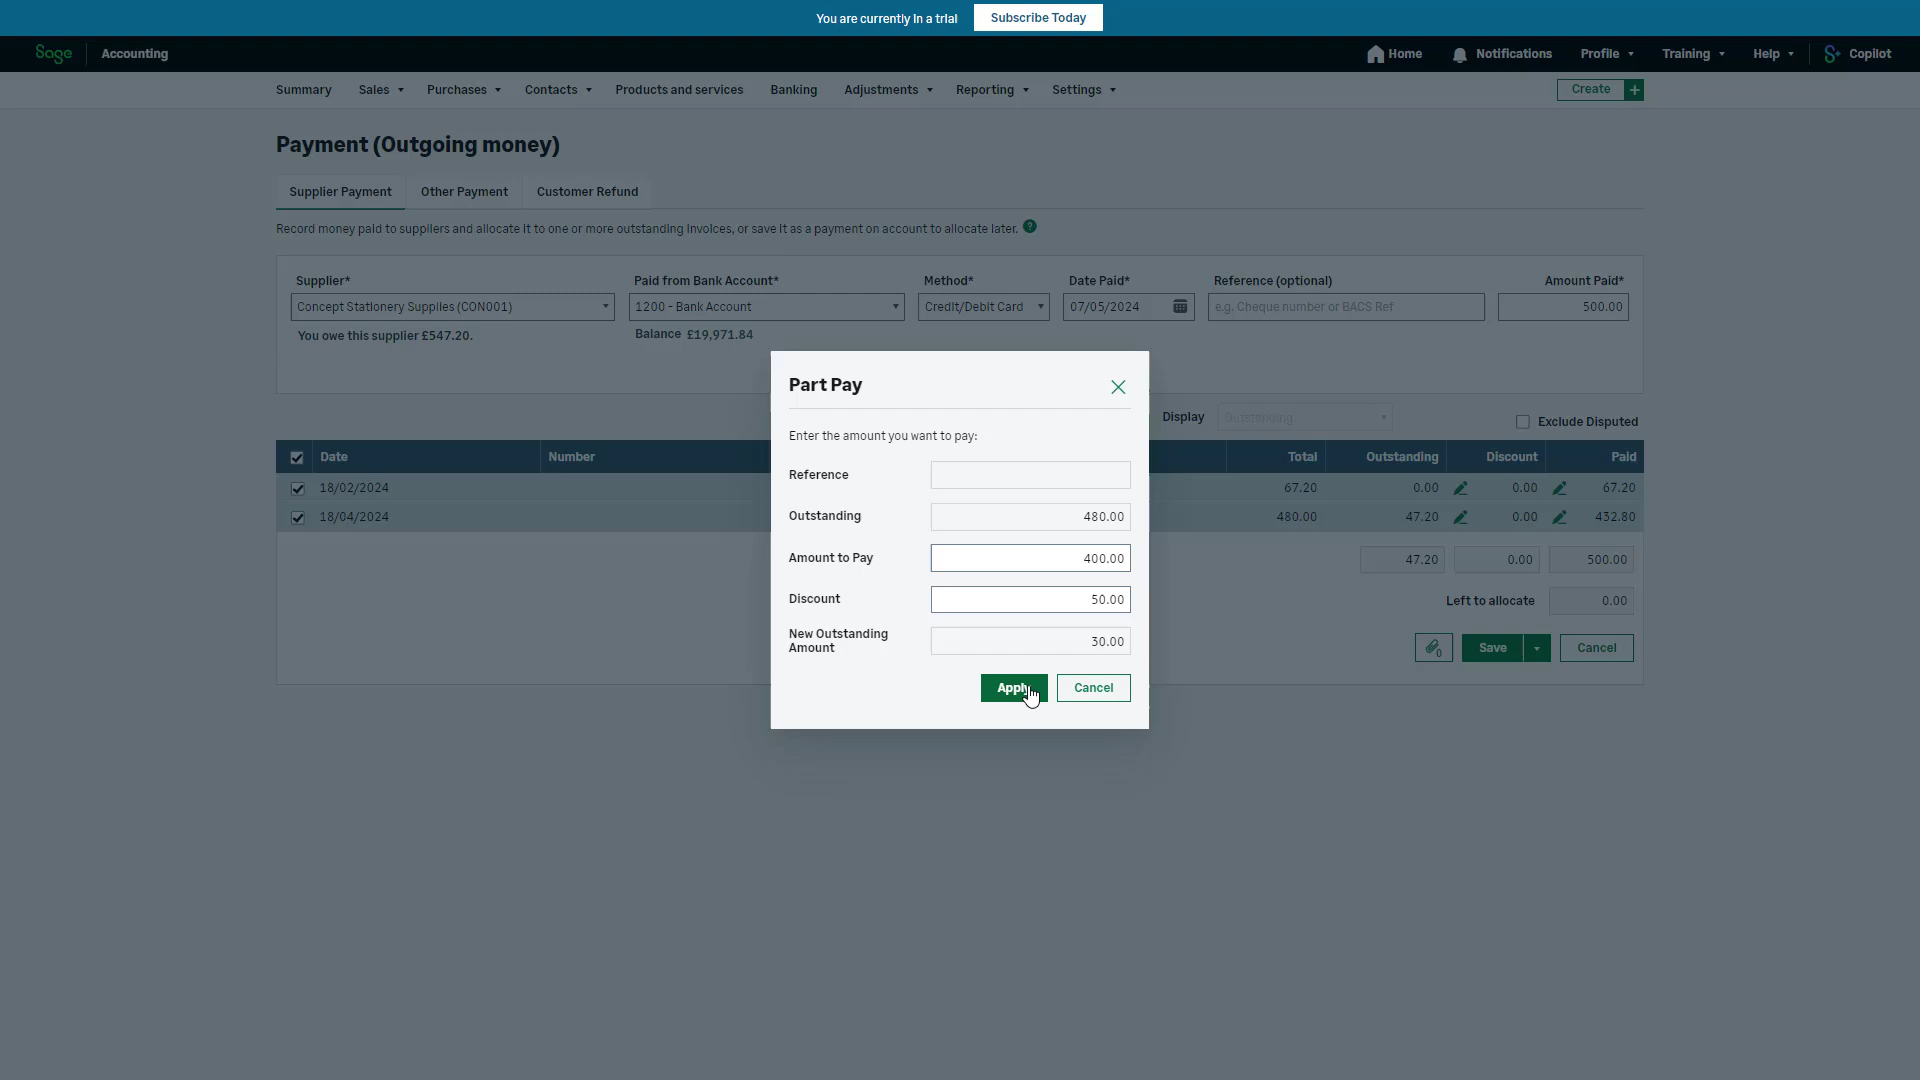 You are currently in a trial Subscribe Today
Sage Accounting Home Notifications Profile Training Help Copilot
Summary Sales Purchases Contacts Products and services Banking Adjustments Reporting Settings Create +
Payment (Outgoing money)
Supplier Payment Other Payment Customer Refund
Record money paid to suppliers and allocate it to one or more outstanding invoices, or save it as a payment on account to allocate later. ?
Supplier* Paid from Bank Account* Method* Date Paid* Reference (optional) Amount Paid*
Concept Stationery Supplies (CON001) 1200 - Bank Account Credit/Debit Card 07/05/2024 e.g. Cheque number or BACS Ref 500.00
You owe this supplier £547.20. Balance £19,971.84
Display Outstanding Exclude Disputed
Date Number Total Outstanding Discount Paid
18/02/2024 67.20 0.00 0.00 67.20
18/04/2024 480.00 47.20 0.00 432.80
47.20 0.00 500.00
Left to allocate 0.00
0 Save Cancel
Part Pay
Enter the amount you want to pay:
Reference
Outstanding 480.00
Amount to Pay 400.00
Discount 50.00
New Outstanding
Amount 30.00
Apply Cancel